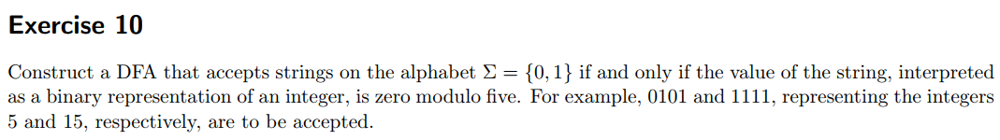 Exercise 10
Construct a DFA that accepts strings on the alphabet Σ = {0, 1} if and only if the value of the string, interpreted
as a binary representation of an integer, is zero modulo five. For example, 0101 and 1111, representing the integers
5 and 15, respectively, are to be accepted.